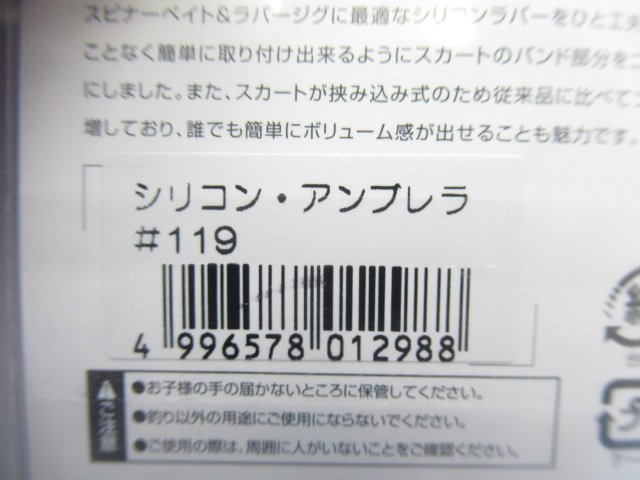 スピナーベイト&ラバージグに最適なシリコンラバーをひと工夫
ことなく簡単に取り付け出来るようにスカートのバンド部分を
にしました。また、スカートが挟み込み式のため従来品に比べて
増しており、誰でも簡単にボリューム感が出せることも魅力です。
シリコン・アンブレラ
#119
4 996578 012988
ご注意
●お子様の手の届かないところに保管してください。
●釣り以外の用途にご使用にならないでください。
●ご使用の際は、周囲に人がいないことをご確認ください。